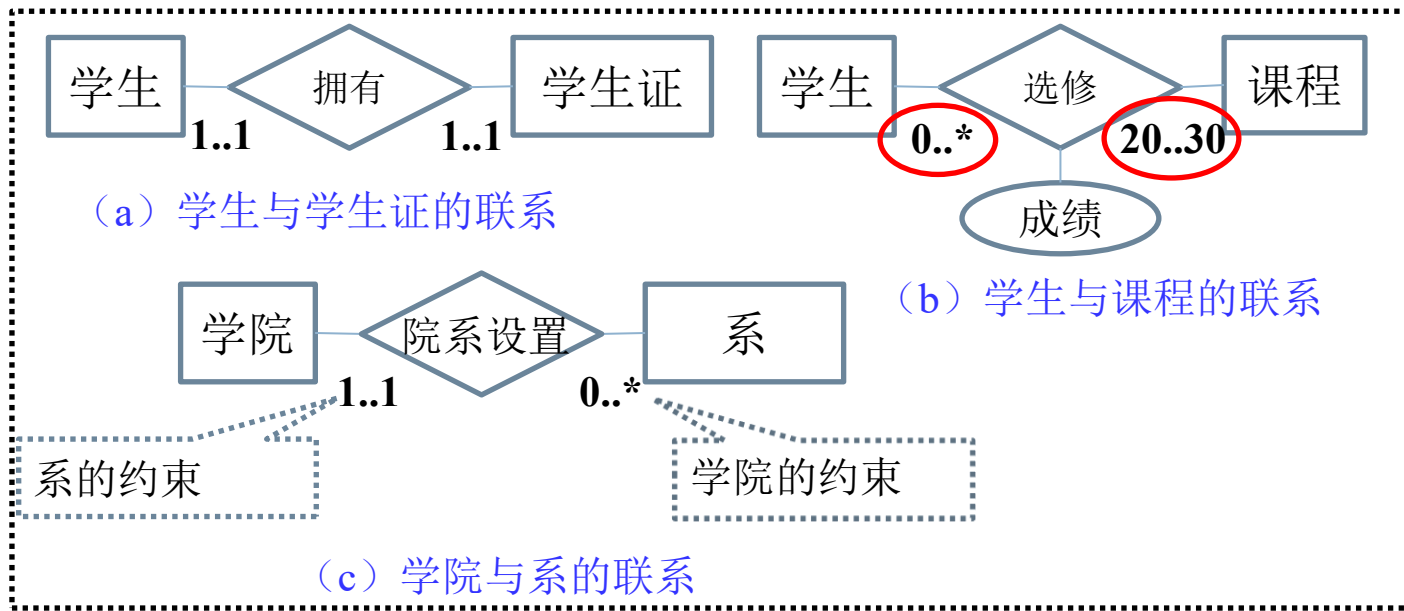 学生
拥有
学生证
1..1
1..1
（a）学生与学生证的联系
学生
选修
课程
0..*
20..30
成绩
（b）学生与课程的联系
学院
院系设置
系
1..1
0..*
系的约束
学院的约束
（c）学院与系的联系